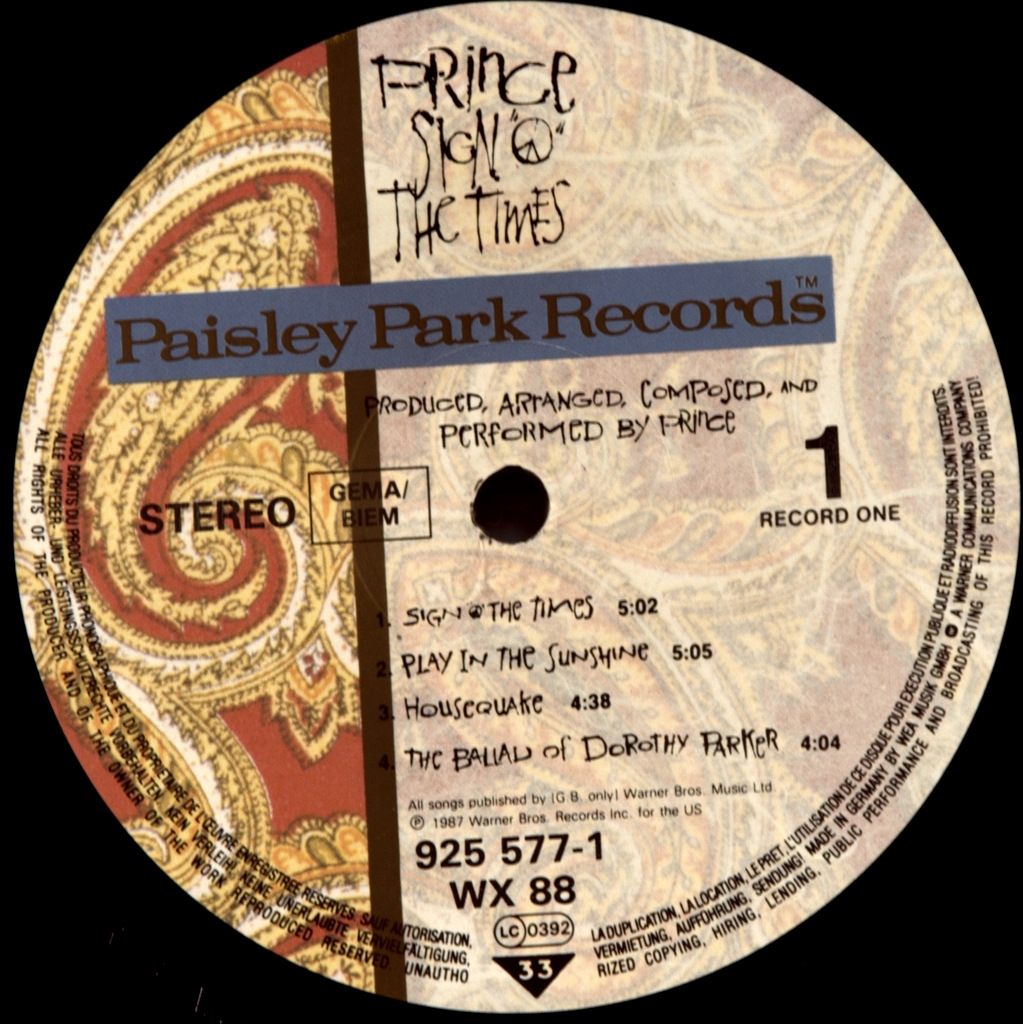 PRINCE
SIGN "☮"
THE TIMES
Paisley Park Records™
PRODUCED, ARRANGED, COMPOSED, AND
PERFORMED BY PRINCE
1
STEREO
GEMA/
BIEM
RECORD ONE
1. SIGN ☮ THE TIMES 5:02
2. PLAY IN THE SUNSHINE 5:05
3. HOUSEQUAKE 4:38
4. THE BALLAD of DOROTHY PARKER 4:04
All songs published by (G.B. only) Warner Bros. Music Ltd
℗ 1987 Warner Bros. Records Inc. for the US
925 577-1
WX 88
LC 0392
33
TOUS DROITS DU PRODUCTEUR PHONOGRAPHIQUE ET DU PROPRIETAIRE DE L'ŒUVRE ENREGISTREE RESERVES. SAUF AUTORISATION, LA DUPLICATION, LA LOCATION, LE PRET, L'UTILISATION DE CE DISQUE POUR EXECUTION PUBLIQUE ET RADIODIFFUSION SONT INTERDITS.
ALLE URHEBER- UND LEISTUNGSSCHUTZRECHTE VORBEHALTEN. KEIN VERLEIH! KEINE UNERLAUBTE VERVIELFÄLTIGUNG, VERMIETUNG, AUFFÜHRUNG, SENDUNG! MADE IN GERMANY BY WEA MUSIK GMBH A WARNER COMMUNICATIONS COMPANY
ALL RIGHTS OF THE PRODUCER AND OF THE OWNER OF THE WORK REPRODUCED RESERVED. UNAUTHORIZED COPYING, HIRING, LENDING, PUBLIC PERFORMANCE AND BROADCASTING OF THIS RECORD PROHIBITED!